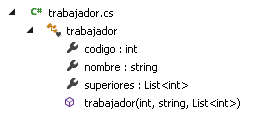 C# trabajador.cs
trabajador
codigo : int
nombre : string
superiores : List<int>
trabajador(int, string, List<int>)